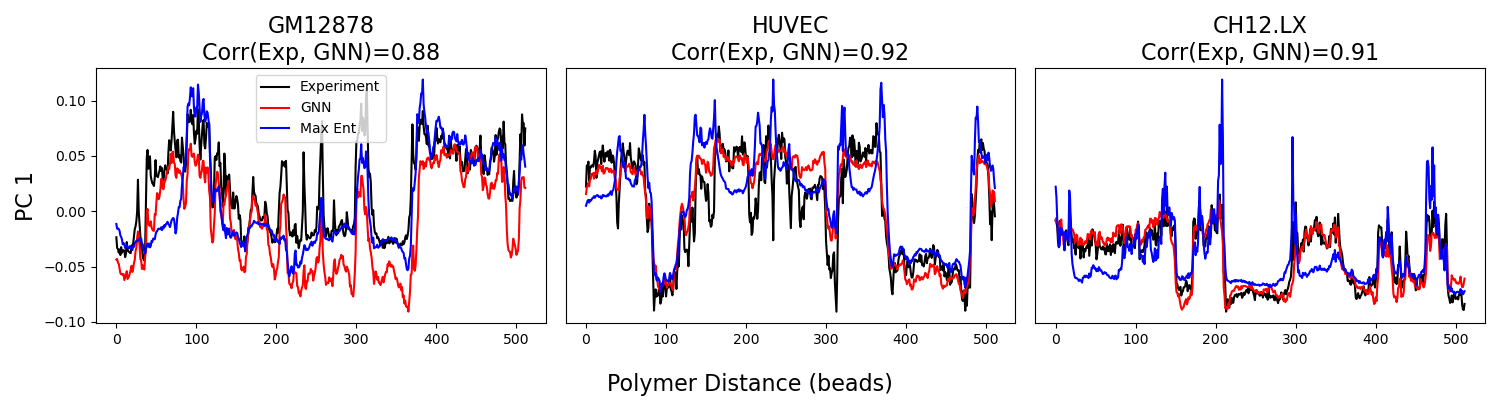 GM12878
Corr(Exp, GNN)=0.88
HUVEC
Corr(Exp, GNN)=0.92
CH12.LX
Corr(Exp, GNN)=0.91
Experiment
GNN
Max Ent
PC 1
0.10
0.05
0.00
−0.05
−0.10
0 100 200 300 400 500
0 100 200 300 400 500
0 100 200 300 400 500
Polymer Distance (beads)